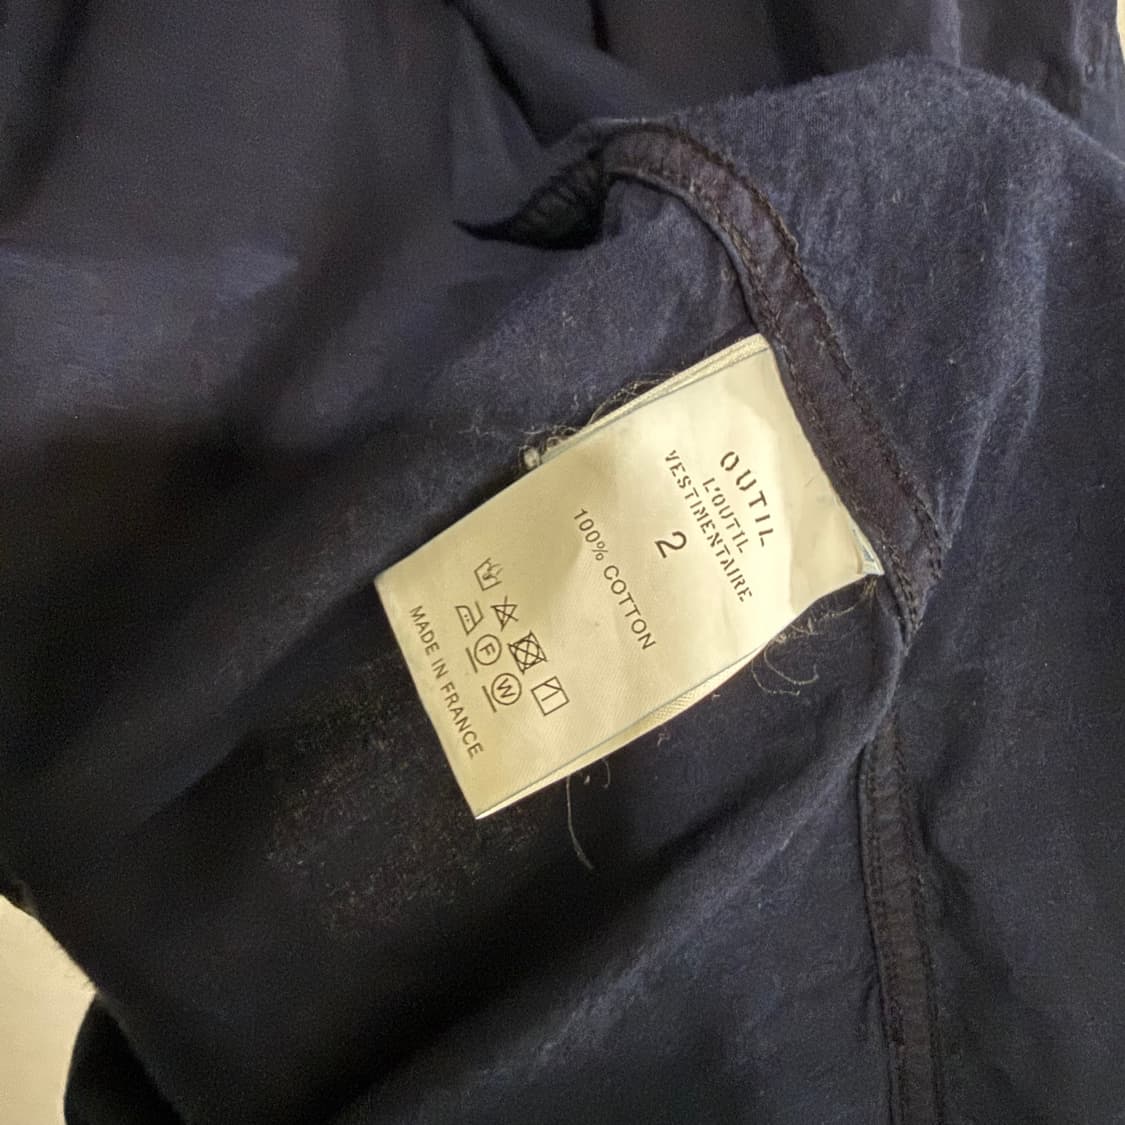 OUTIL
L'OUTIL
VESTIMENTAIRE
2
100% COTTON
F
W
MADE IN FRANCE